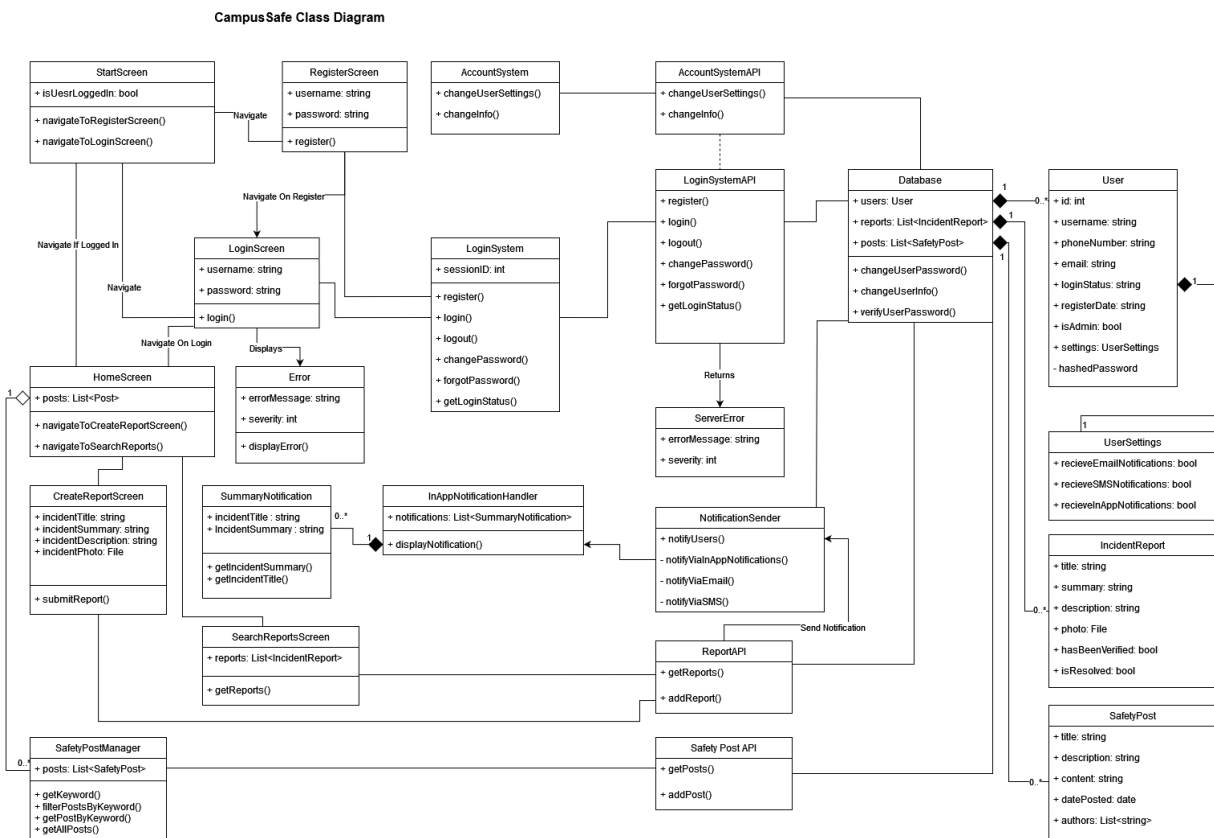 CampusSafe Class Diagram
StartScreen
+ isUesrLoggedIn: bool
+ navigateToRegisterScreen()
+ navigateToLoginScreen()
RegisterScreen
+ username: string
+ password: string
+ register()
AccountSystem
+ changeUserSettings()
+ changeInfo()
AccountSystemAPI
+ changeUserSettings()
+ changeInfo()
Navigate
Navigate On Register
Navigate If Logged In
Navigate
LoginScreen
+ username: string
+ password: string
+ login()
LoginSystem
+ sessionID: int
+ register()
+ login()
+ logout()
+ changePassword()
+ forgotPassword()
+ getLoginStatus()
LoginSystemAPI
+ register()
+ login()
+ logout()
+ changePassword()
+ forgotPassword()
+ getLoginStatus()
Database
+ users: User
+ reports: List<IncidentReport>
+ posts: List<SafetyPost>
+ changeUserPassword()
+ changeUserInfo()
+ verifyUserPassword()
1
0..*
1
1
User
+ id: int
+ username: string
+ phoneNumber: string
+ email: string
+ loginStatus: string
+ registerDate: string
+ isAdmin: bool
+ settings: UserSettings
- hashedPassword
1
Navigate On Login
Displays
Returns
HomeScreen
+ posts: List<Post>
+ navigateToCreateReportScreen()
+ navigateToSearchReports()
1
Error
+ errorMessage: string
+ severity: int
+ displayError()
ServerError
+ errorMessage: string
+ severity: int
1
UserSettings
+ recieveEmailNotifications: bool
+ recieveSMSNotifications: bool
+ recieveInAppNotifications: bool
CreateReportScreen
+ incidentTitle: string
+ incidentSummary: string
+ incidentDescription: string
+ incidentPhoto: File
+ submitReport()
SummaryNotification
+ incidentTitle : string
+ IncidentSummary : string
+ getIncidentSummary()
+ getIncidentTitle()
0..*
1
InAppNotificationHandler
+ notifications: List<SummaryNotification>
+ displayNotification()
NotificationSender
+ notifyUsers()
- notifyViaInAppNotifications()
- notifyViaEmail()
- notifyViaSMS()
Send Notification
IncidentReport
+ title: string
+ summary: string
+ description: string
+ photo: File
+ hasBeenVerified: bool
+ isResolved: bool
0..*
SearchReportsScreen
+ reports: List<IncidentReport>
+ getReports()
ReportAPI
+ getReports()
+ addReport()
SafetyPostManager
+ posts: List<SafetyPost>
+ getKeyword()
+ filterPostsByKeyword()
+ getPostByKeyword()
+ getAllPosts()
0..*
Safety Post API
+ getPosts()
+ addPost()
SafetyPost
+ title: string
+ description: string
+ content: string
+ datePosted: date
+ authors: List<string>
0..*